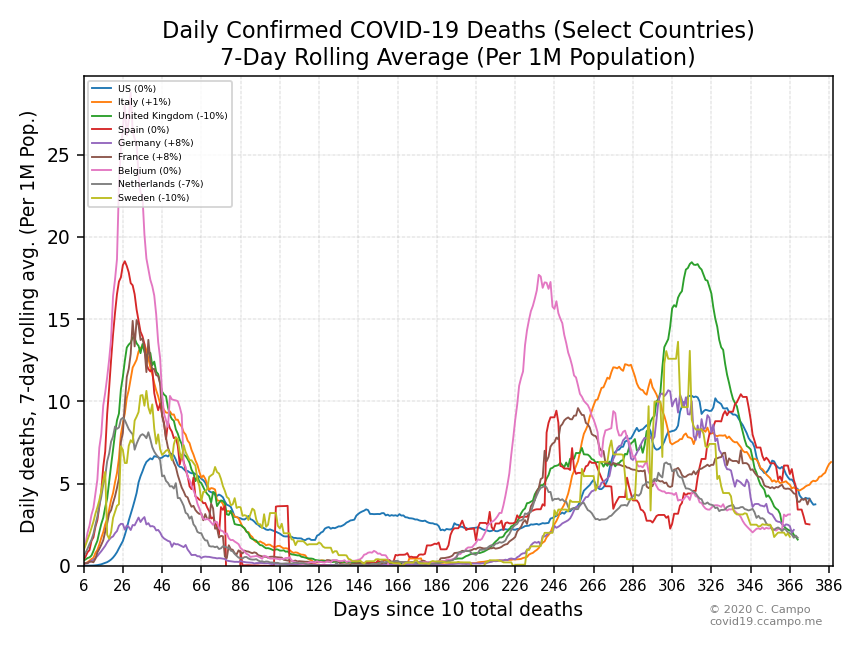 Daily Confirmed COVID-19 Deaths (Select Countries)
7-Day Rolling Average (Per 1M Population)
US (0%)
Italy (+1%)
United Kingdom (-10%)
Spain (0%)
Germany (+8%)
France (+8%)
Belgium (0%)
Netherlands (-7%)
Sweden (-10%)
Daily deaths, 7-day rolling avg. (Per 1M Pop.)
25
20
15
10
5
0
6 26 46 66 86 106 126 146 166 186 206 226 246 266 286 306 326 346 366 386
Days since 10 total deaths
© 2020 C. Campo
covid19.ccampo.me